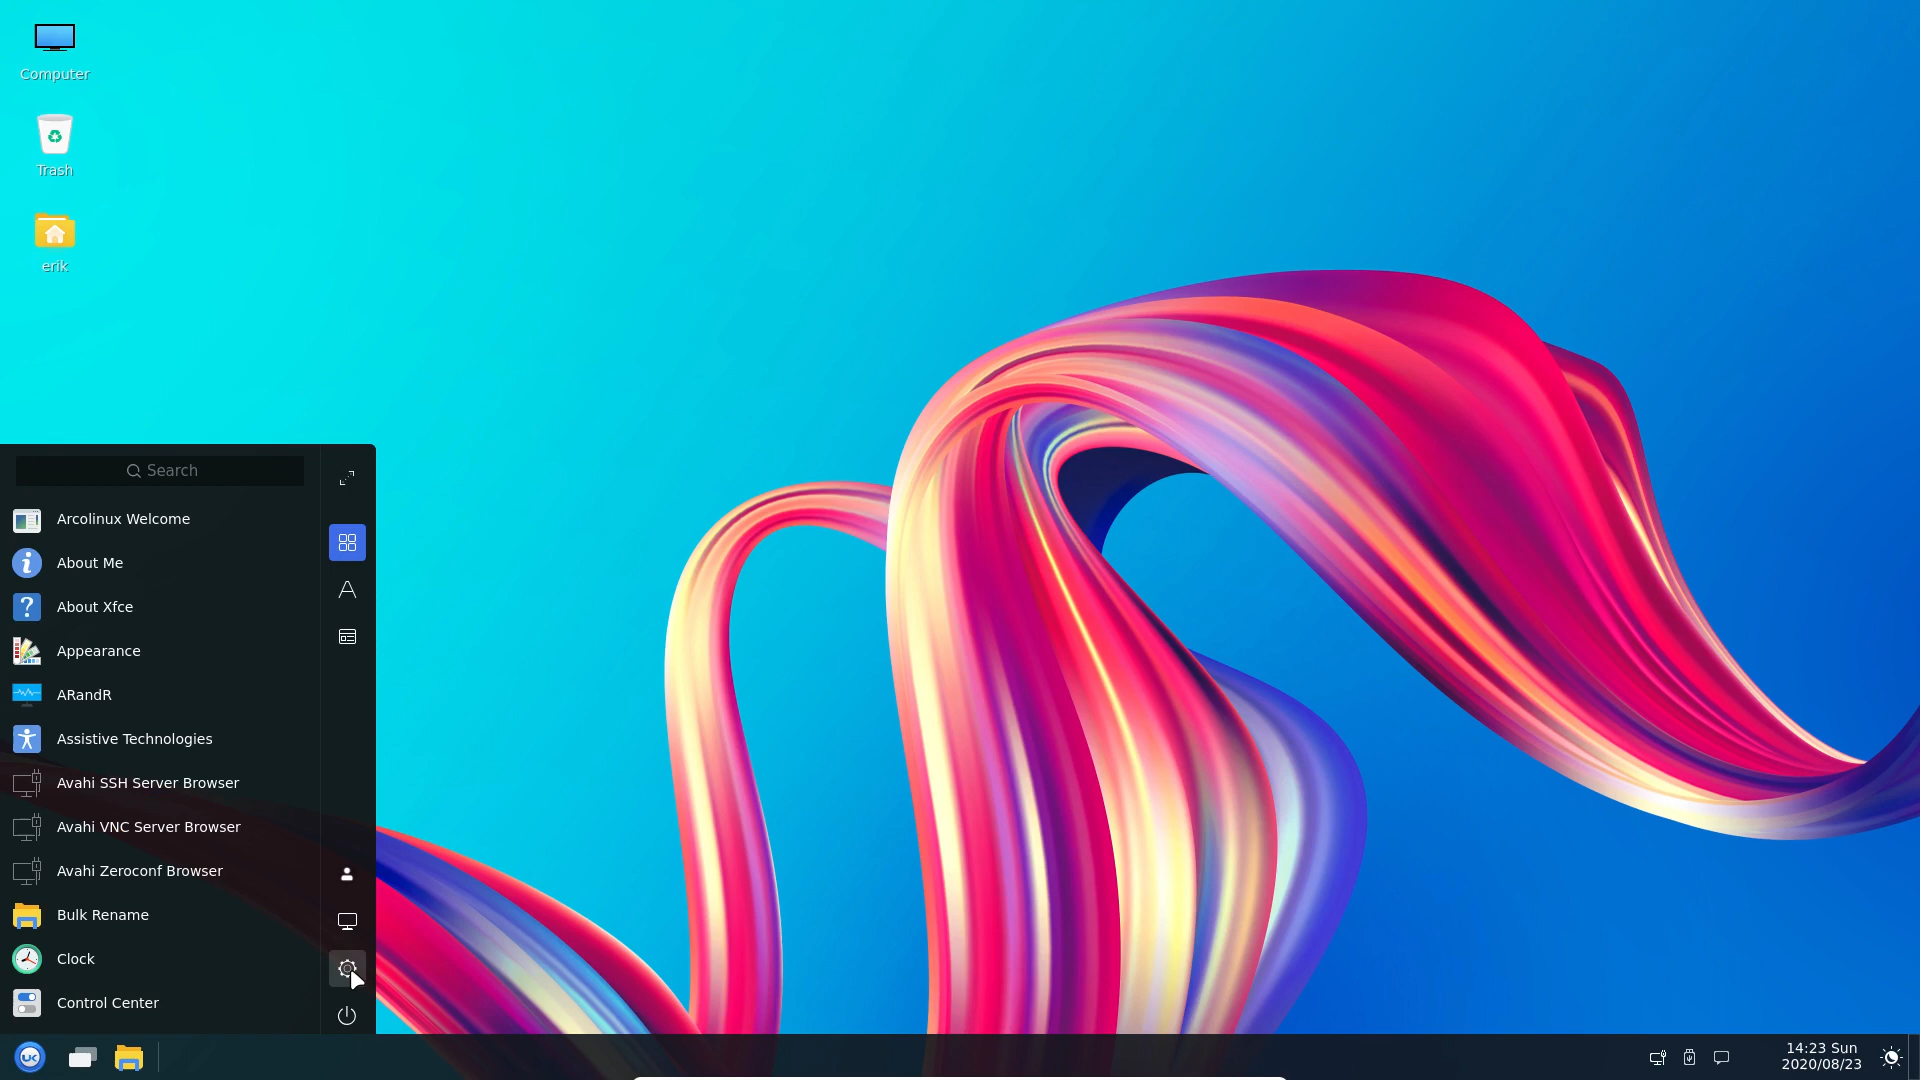 Computer
Trash
erik
Search
Arcolinux Welcome
About Me
About Xfce
Appearance
ARandR
Assistive Technologies
Avahi SSH Server Browser
Avahi VNC Server Browser
Avahi Zeroconf Browser
Bulk Rename
Clock
Control Center
UK
14:23 Sun
2020/08/23